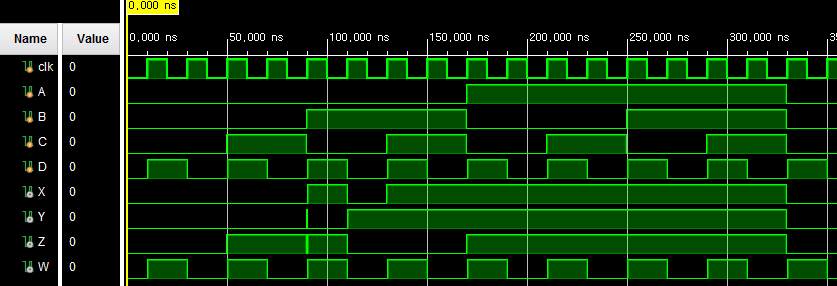 0,000 ns
Name Value 0,000 ns 50,000 ns 100,000 ns 150,000 ns 200,000 ns 250,000 ns 300,000 ns
clk 0
A 0
B 0
C 0
D 0
X 0
Y 0
Z 0
W 0